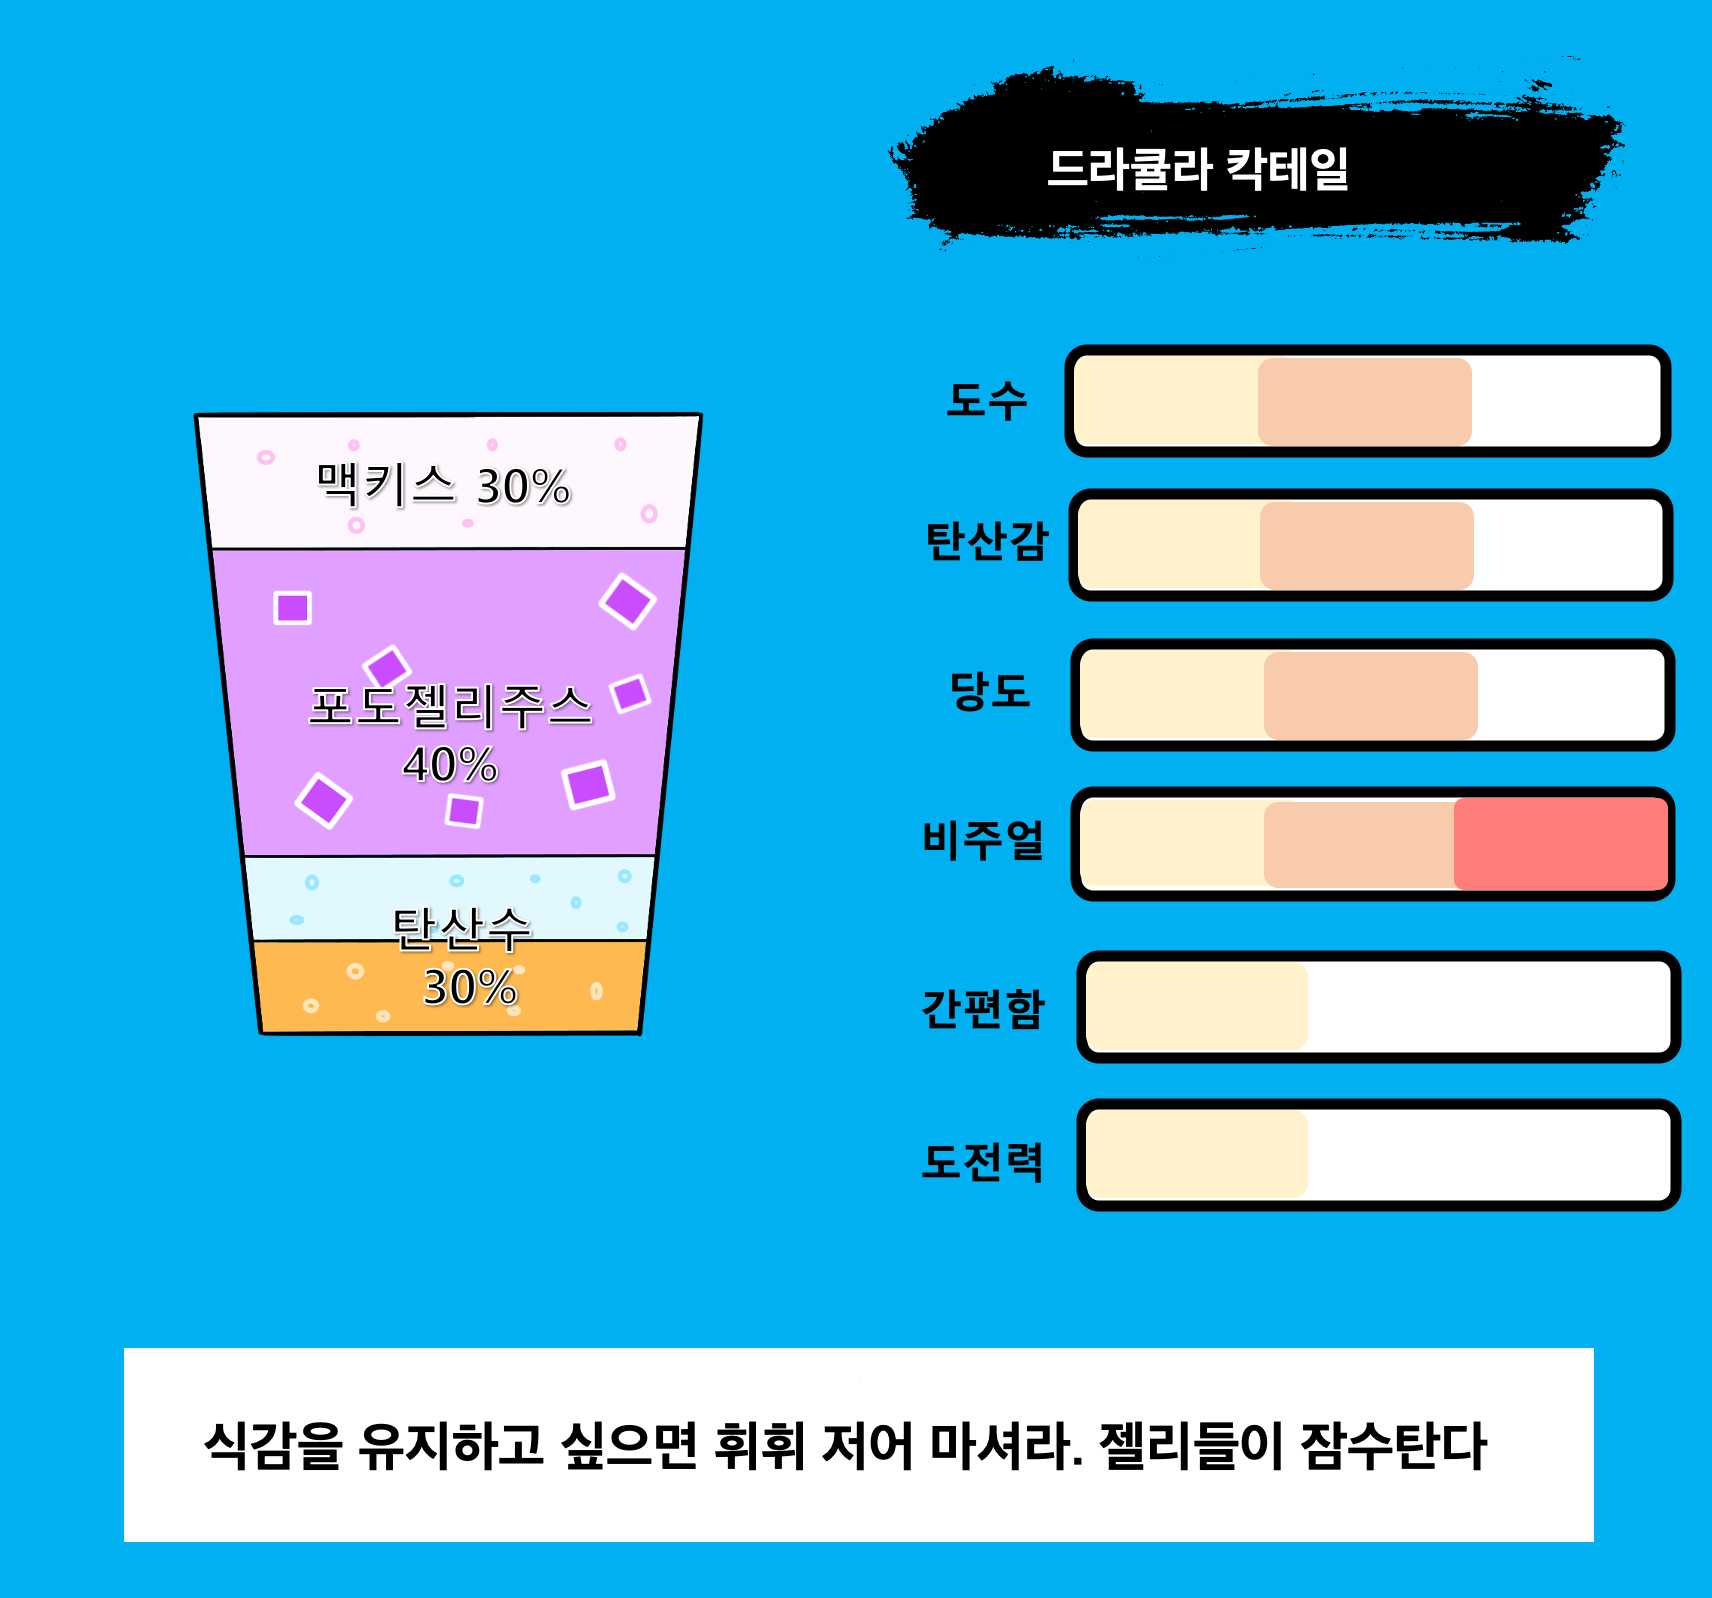 드라큘라 칵테일
맥키스 30%
포도젤리주스
40%
탄산수
30%
도수
탄산감
당도
비주얼
간편함
도전력
식감을 유지하고 싶으면 휘휘 저어 마셔라. 젤리들이 잠수탄다